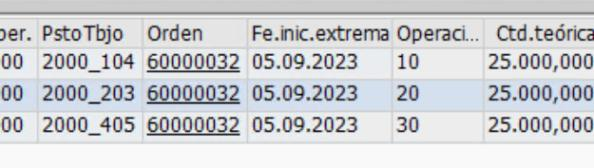 per. PstoTbjo Orden Fe.inic.extrema Operaci... Ctd.teórica
00 2000_104 60000032 05.09.2023 10 25.000,000
00 2000_203 60000032 05.09.2023 20 25.000,000
00 2000_405 60000032 05.09.2023 30 25.000,000